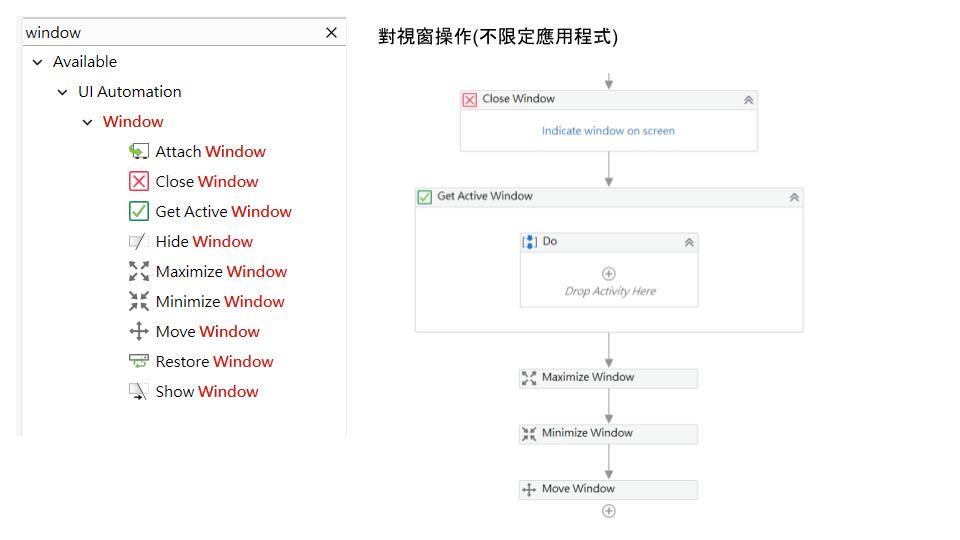 window
Available
UI Automation
Window
Attach Window
Close Window
Get Active Window
Hide Window
Maximize Window
Minimize Window
Move Window
Restore Window
Show Window
對視窗操作(不限定應用程式)
Close Window
Indicate window on screen
Get Active Window
Do
Drop Activity Here
Maximize Window
Minimize Window
Move Window